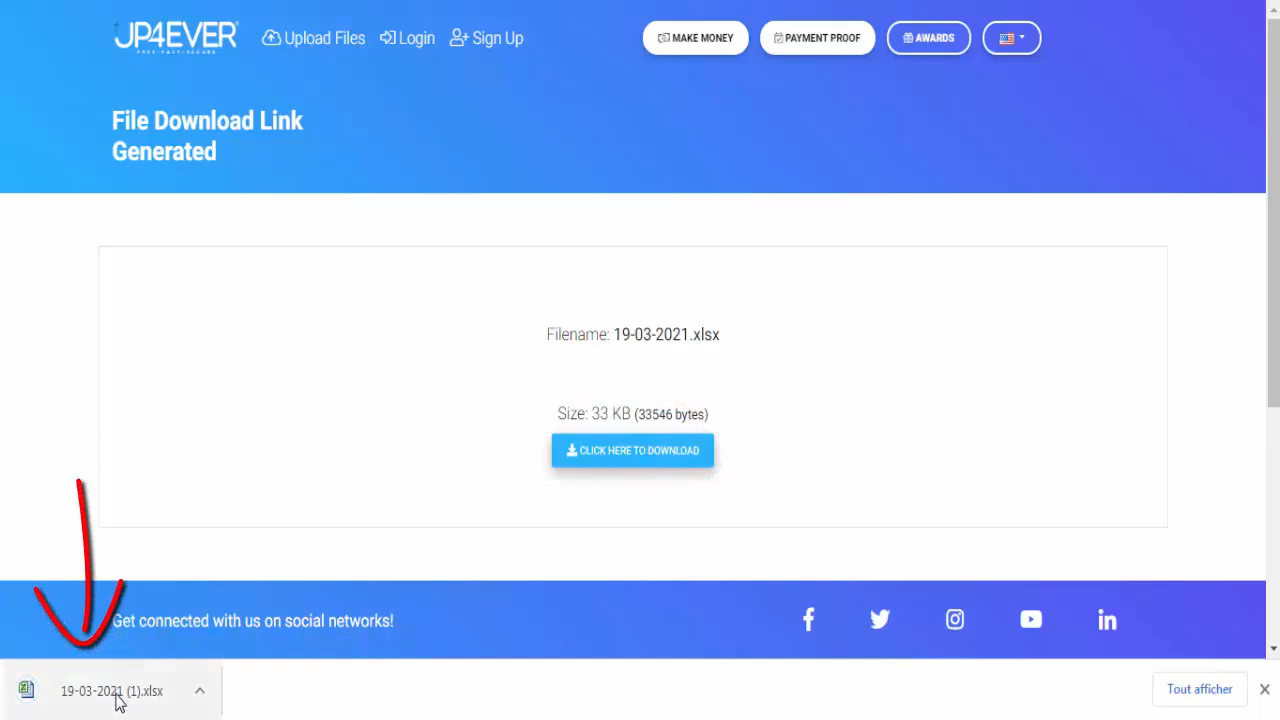 UP4EVER
FREE-FAST-SECURE
Upload Files
Login
Sign Up
MAKE MONEY
PAYMENT PROOF
AWARDS
File Download Link
Generated
Filename: 19-03-2021.xlsx
Size: 33 KB (33546 bytes)
CLICK HERE TO DOWNLOAD
Get connected with us on social networks!
19-03-2021 (1).xlsx
Tout afficher